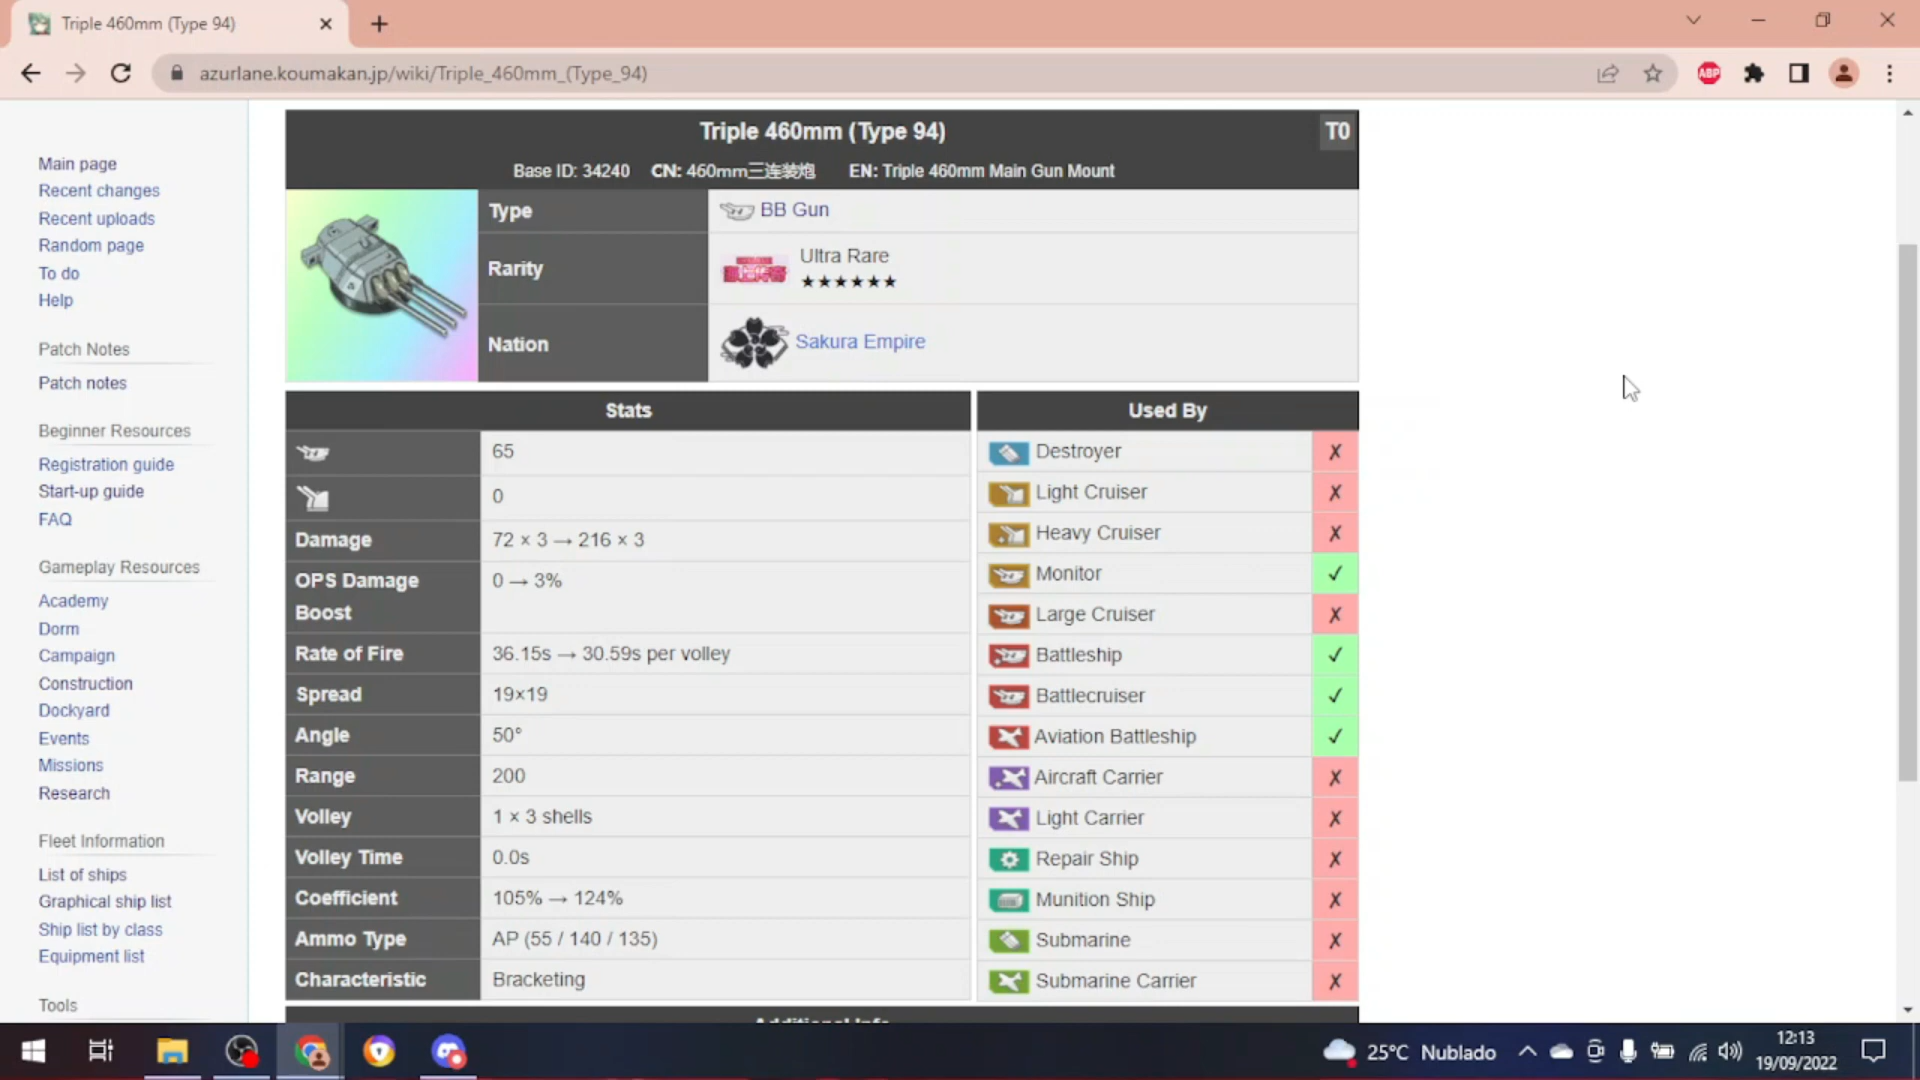 Triple 460mm (Type 94)
azurlane.koumakan.jp/wiki/Triple_460mm_(Type_94)
ABP
Main page
Recent changes
Recent uploads
Random page
To do
Help
Patch Notes
Patch notes
Beginner Resources
Registration guide
Start-up guide
FAQ
Gameplay Resources
Academy
Dorm
Campaign
Construction
Dockyard
Events
Missions
Research
Fleet Information
List of ships
Graphical ship list
Ship list by class
Equipment list
Tools
Triple 460mm (Type 94) T0
Base ID: 34240 CN: 460mm三连装炮 EN: Triple 460mm Main Gun Mount
Type BB Gun
Rarity Ultra Rare
★★★★★★
Nation Sakura Empire
Stats
65
0
Damage 72 × 3 → 216 × 3
OPS Damage Boost 0 → 3%
Rate of Fire 36.15s → 30.59s per volley
Spread 19×19
Angle 50°
Range 200
Volley 1 × 3 shells
Volley Time 0.0s
Coefficient 105% → 124%
Ammo Type AP (55 / 140 / 135)
Characteristic Bracketing
Used By
Destroyer ✗
Light Cruiser ✗
Heavy Cruiser ✗
Monitor ✓
Large Cruiser ✗
Battleship ✓
Battlecruiser ✓
Aviation Battleship ✓
Aircraft Carrier ✗
Light Carrier ✗
Repair Ship ✗
Munition Ship ✗
Submarine ✗
Submarine Carrier ✗
Additional Info
25°C Nublado
12:13
19/09/2022